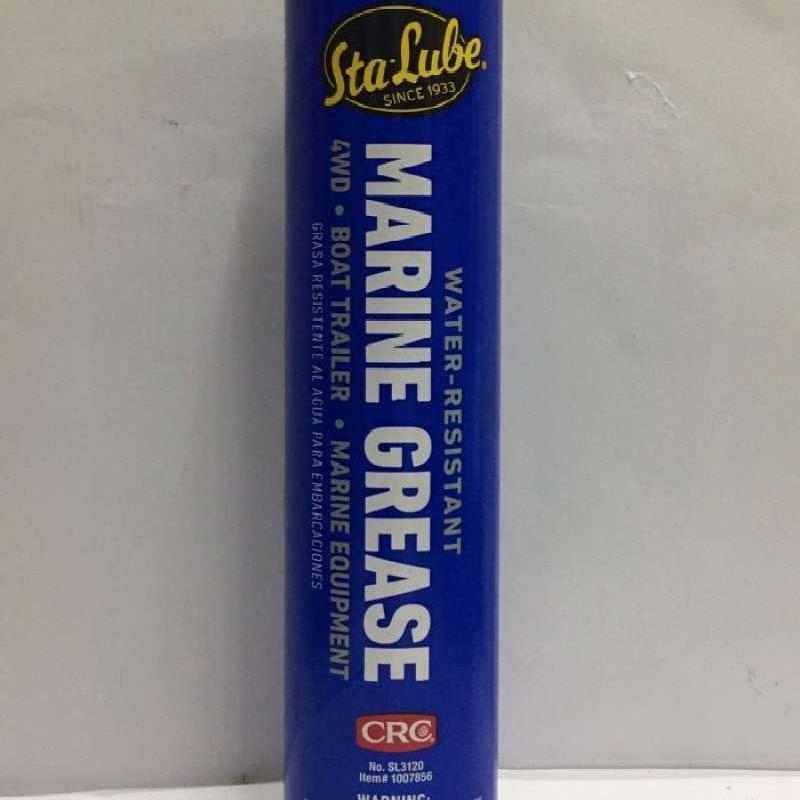 Sta-Lube®
SINCE 1933
WATER-RESISTANT
MARINE GREASE
4WD • BOAT TRAILER • MARINE EQUIPMENT
GRASA RESISTENTE AL AGUA PARA EMBARCACIONES
CRC®
No. SL3120
Item# 1007856
WARNING: